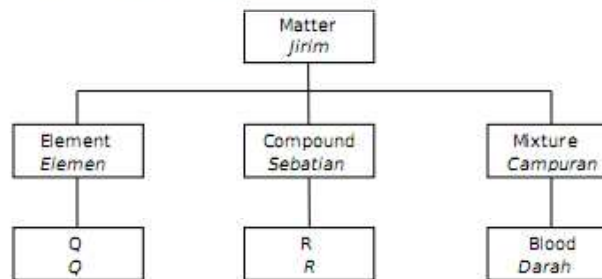 Matter
Jirim
Element
Elemen
Compound
Sebatian
Mixture
Campuran
Q
Q
R
R
Blood
Darah